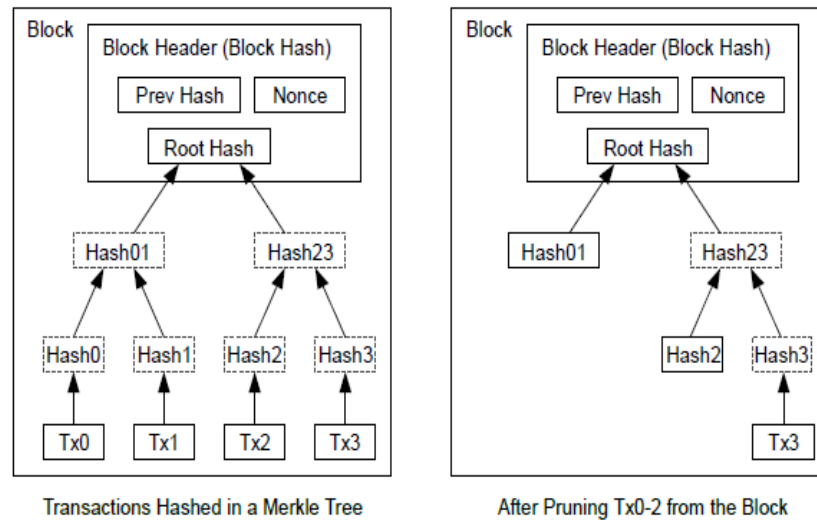 Block
Block Header (Block Hash)
Prev Hash
Nonce
Root Hash
Hash01
Hash23
Hash0
Hash1
Hash2
Hash3
Tx0
Tx1
Tx2
Tx3
Transactions Hashed in a Merkle Tree
Block
Block Header (Block Hash)
Prev Hash
Nonce
Root Hash
Hash01
Hash23
Hash2
Hash3
Tx3
After Pruning Tx0-2 from the Block